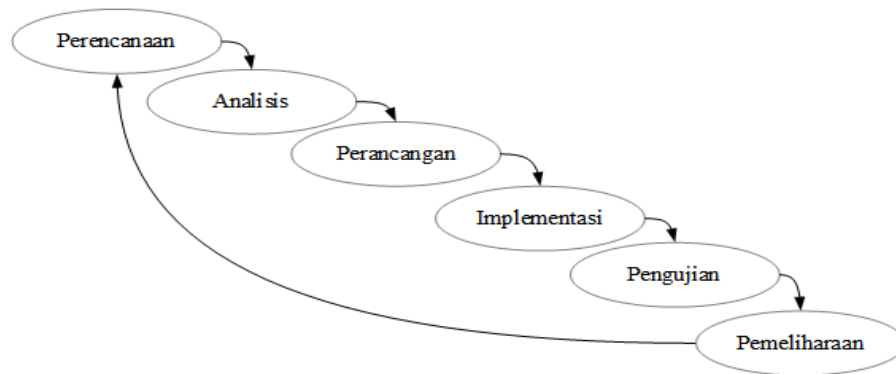 Perencanaan
Analisis
Perancangan
Implementasi
Pengujian
Pemeliharaan